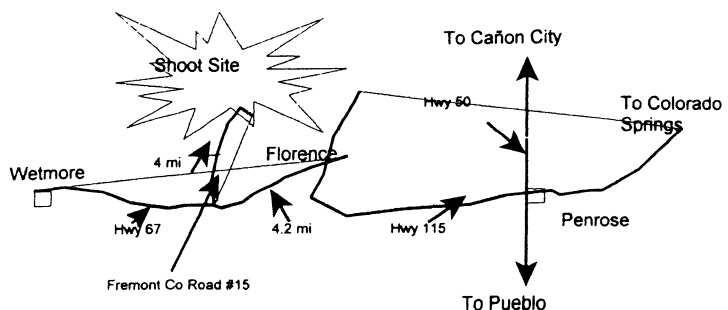 To Cañon City
Shoot Site
Hwy 50
To Colorado
Springs
4 mi
Florence
Wetmore
Hwy 67
4.2 mi
Hwy 115
Penrose
Fremont Co Road #15
To Pueblo